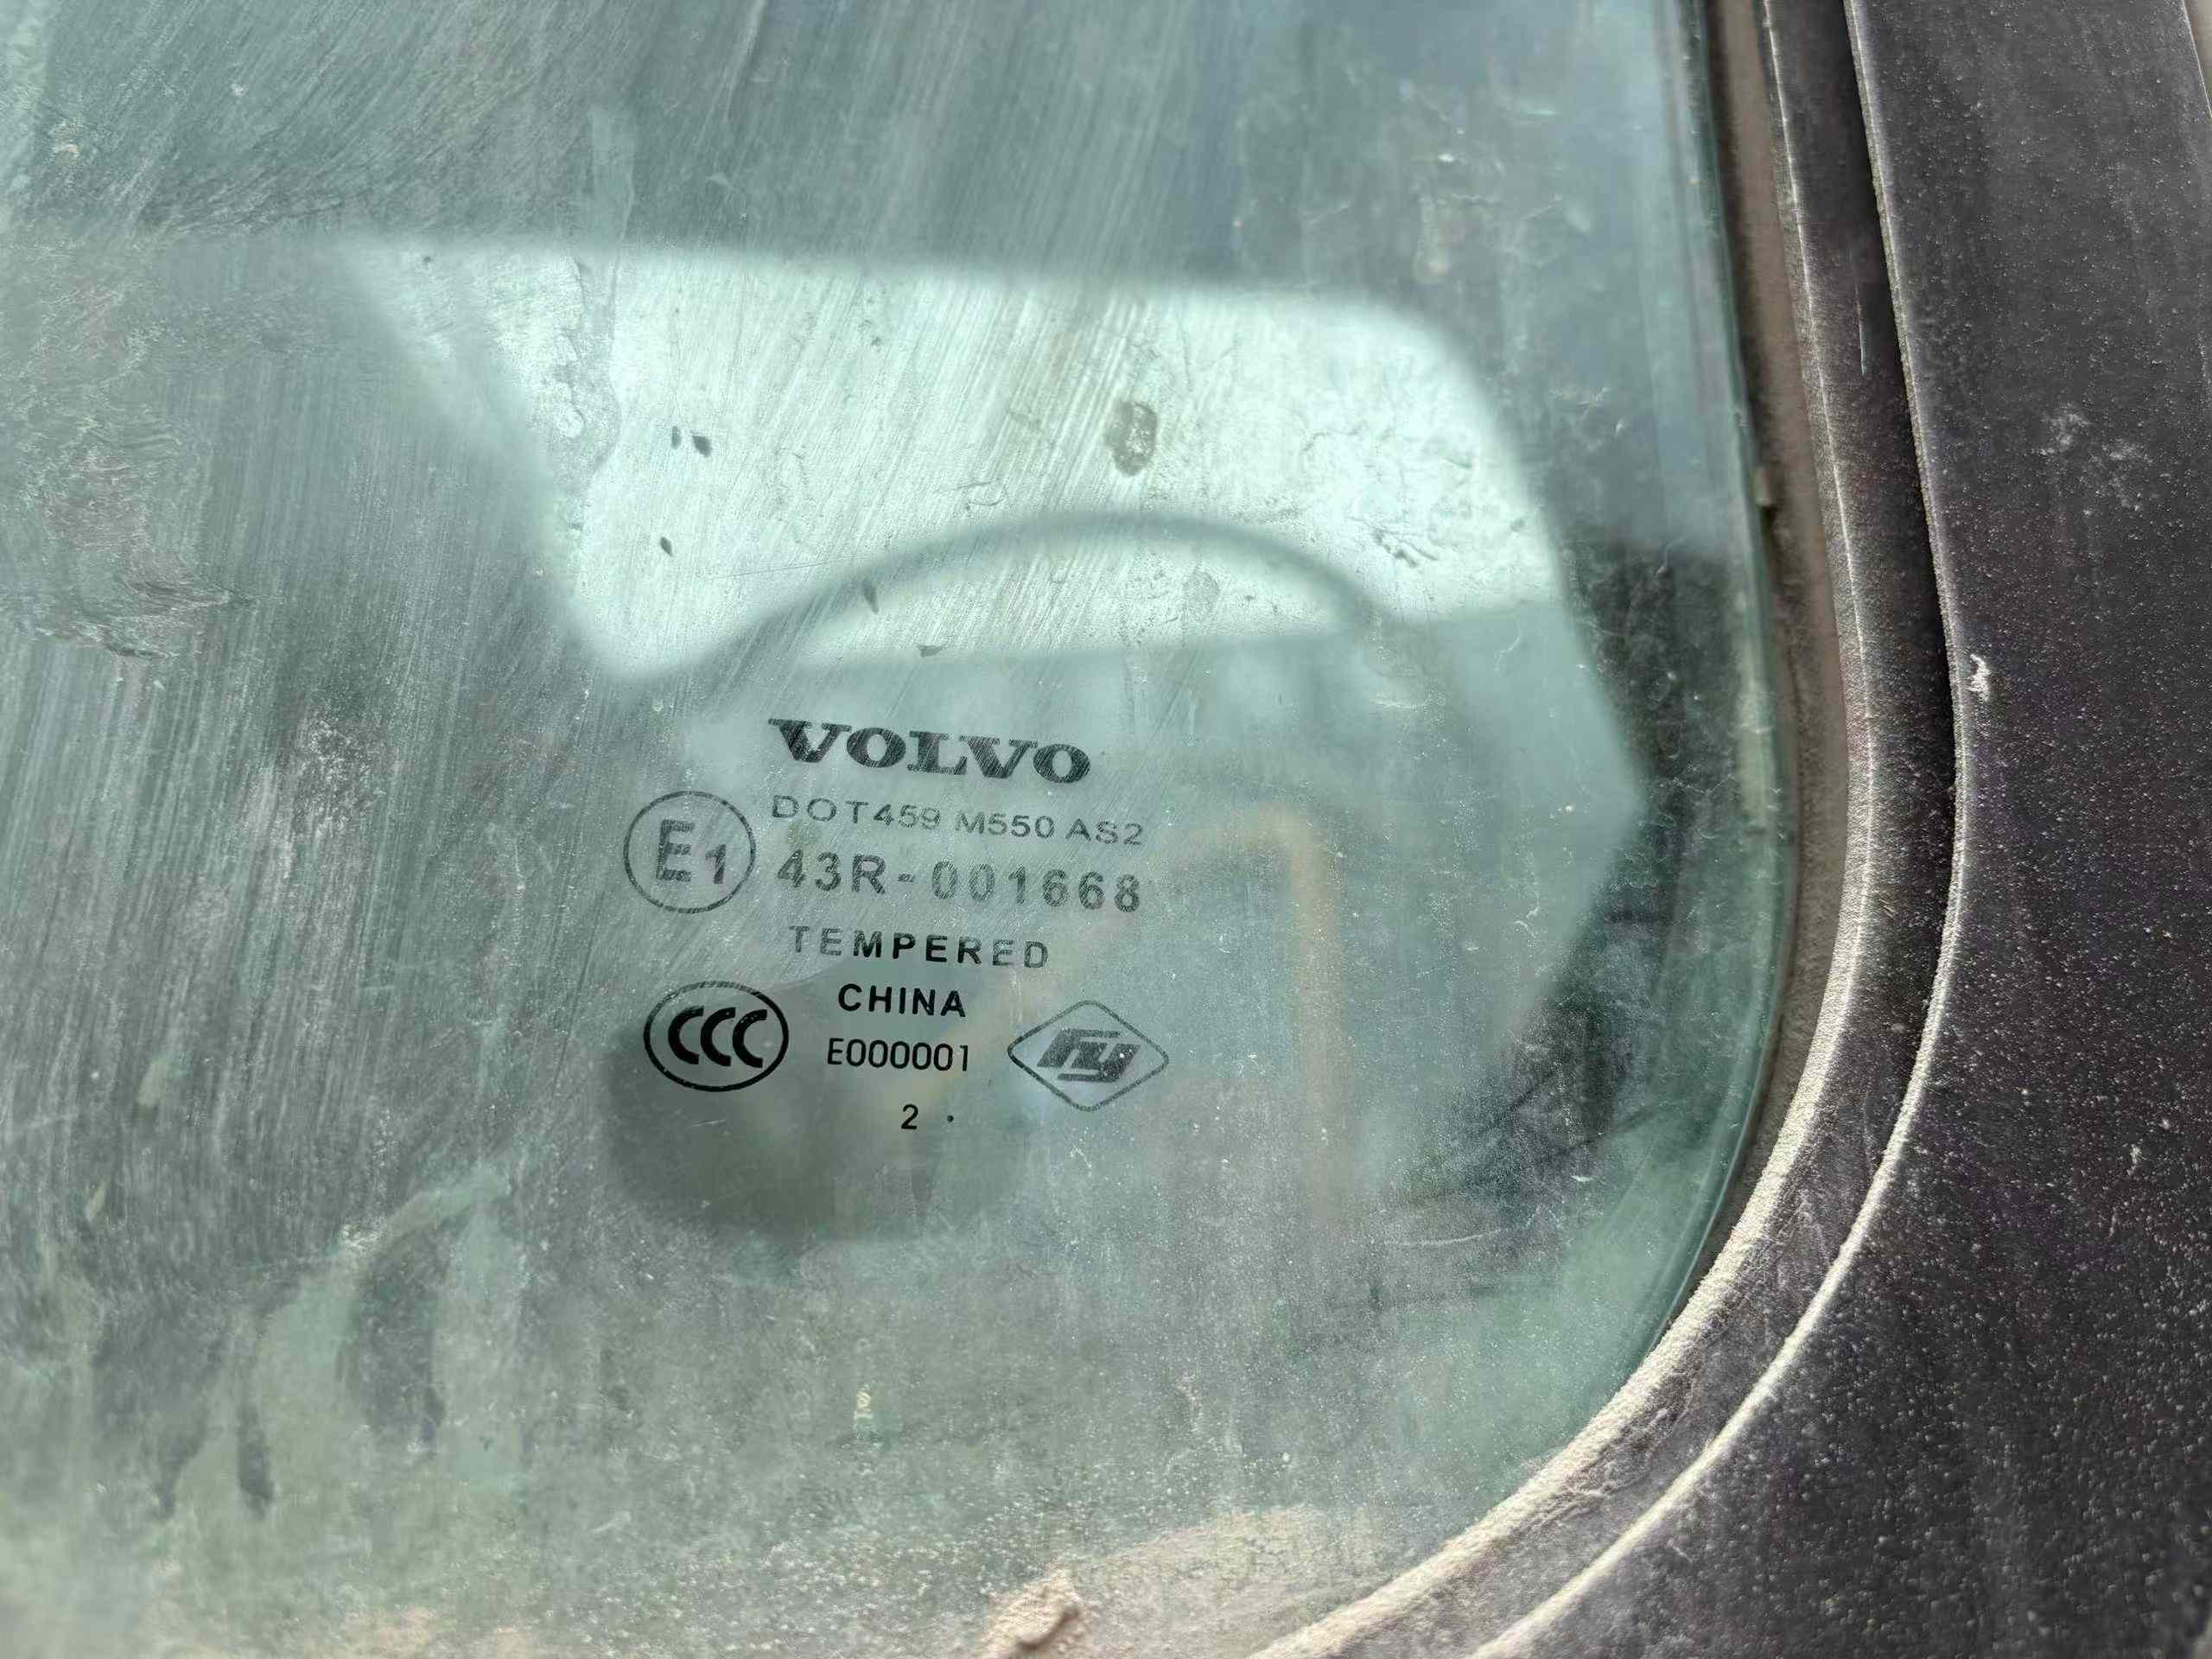 VOLVO
DOT459 M550 AS2
E1 43R-001668
TEMPERED
CHINA
CCC E000001 FY
2 .